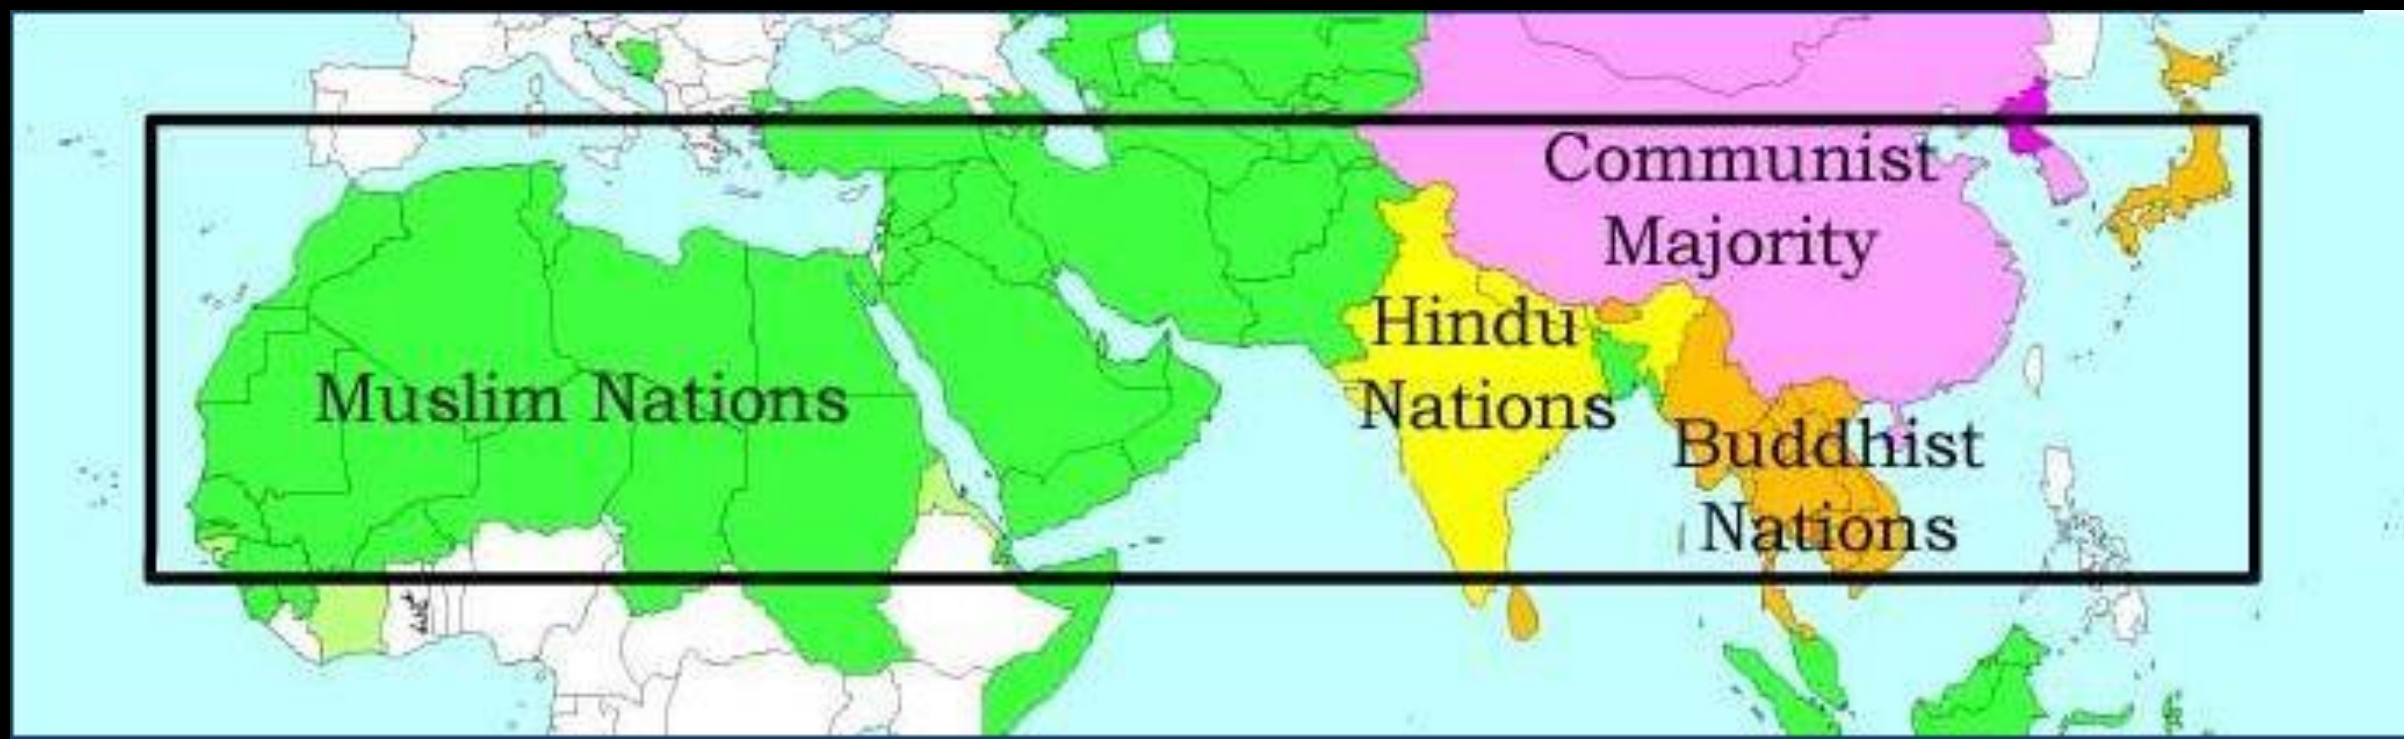 Communist
Majority
Hindu
Nations
Muslim Nations
Buddhist
Nations